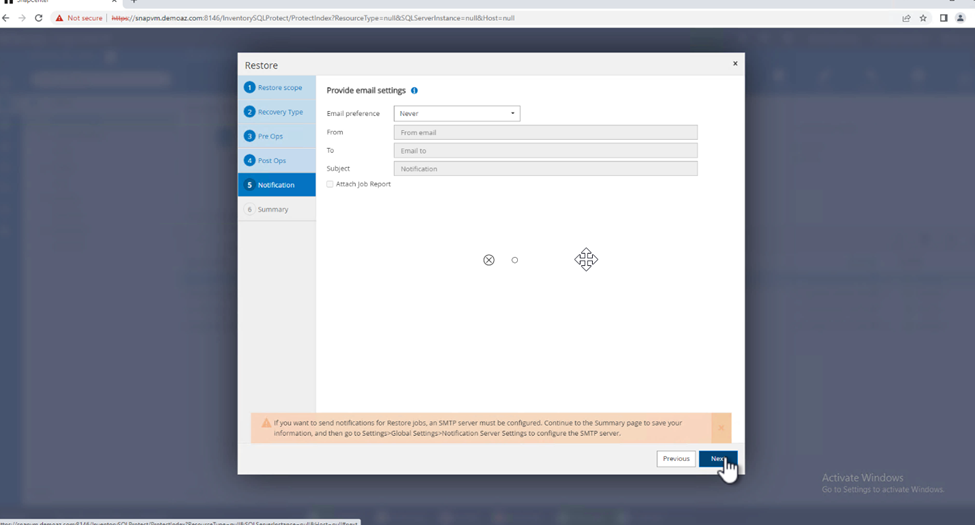 SnapCenter
Not secure
https://snapvm.demoaz.com:8146/InventorySQLProtect/ProtectIndex?ResourceType=null&SQLServerInstance=null&Host=null
Restore
1 Restore scope
2 Recovery Type
3 Pre Ops
4 Post Ops
5 Notification
6 Summary
Provide email settings
Email preference
Never
From
From email
To
Email to
Subject
Notification
Attach Job Report
If you want to send notifications for Restore jobs, an SMTP server must be configured. Continue to the Summary page to save your
information, and then go to Settings>Global Settings>Notification Server Settings to configure the SMTP server.
Previous
Next
Activate Windows
Go to Settings to activate Windows.